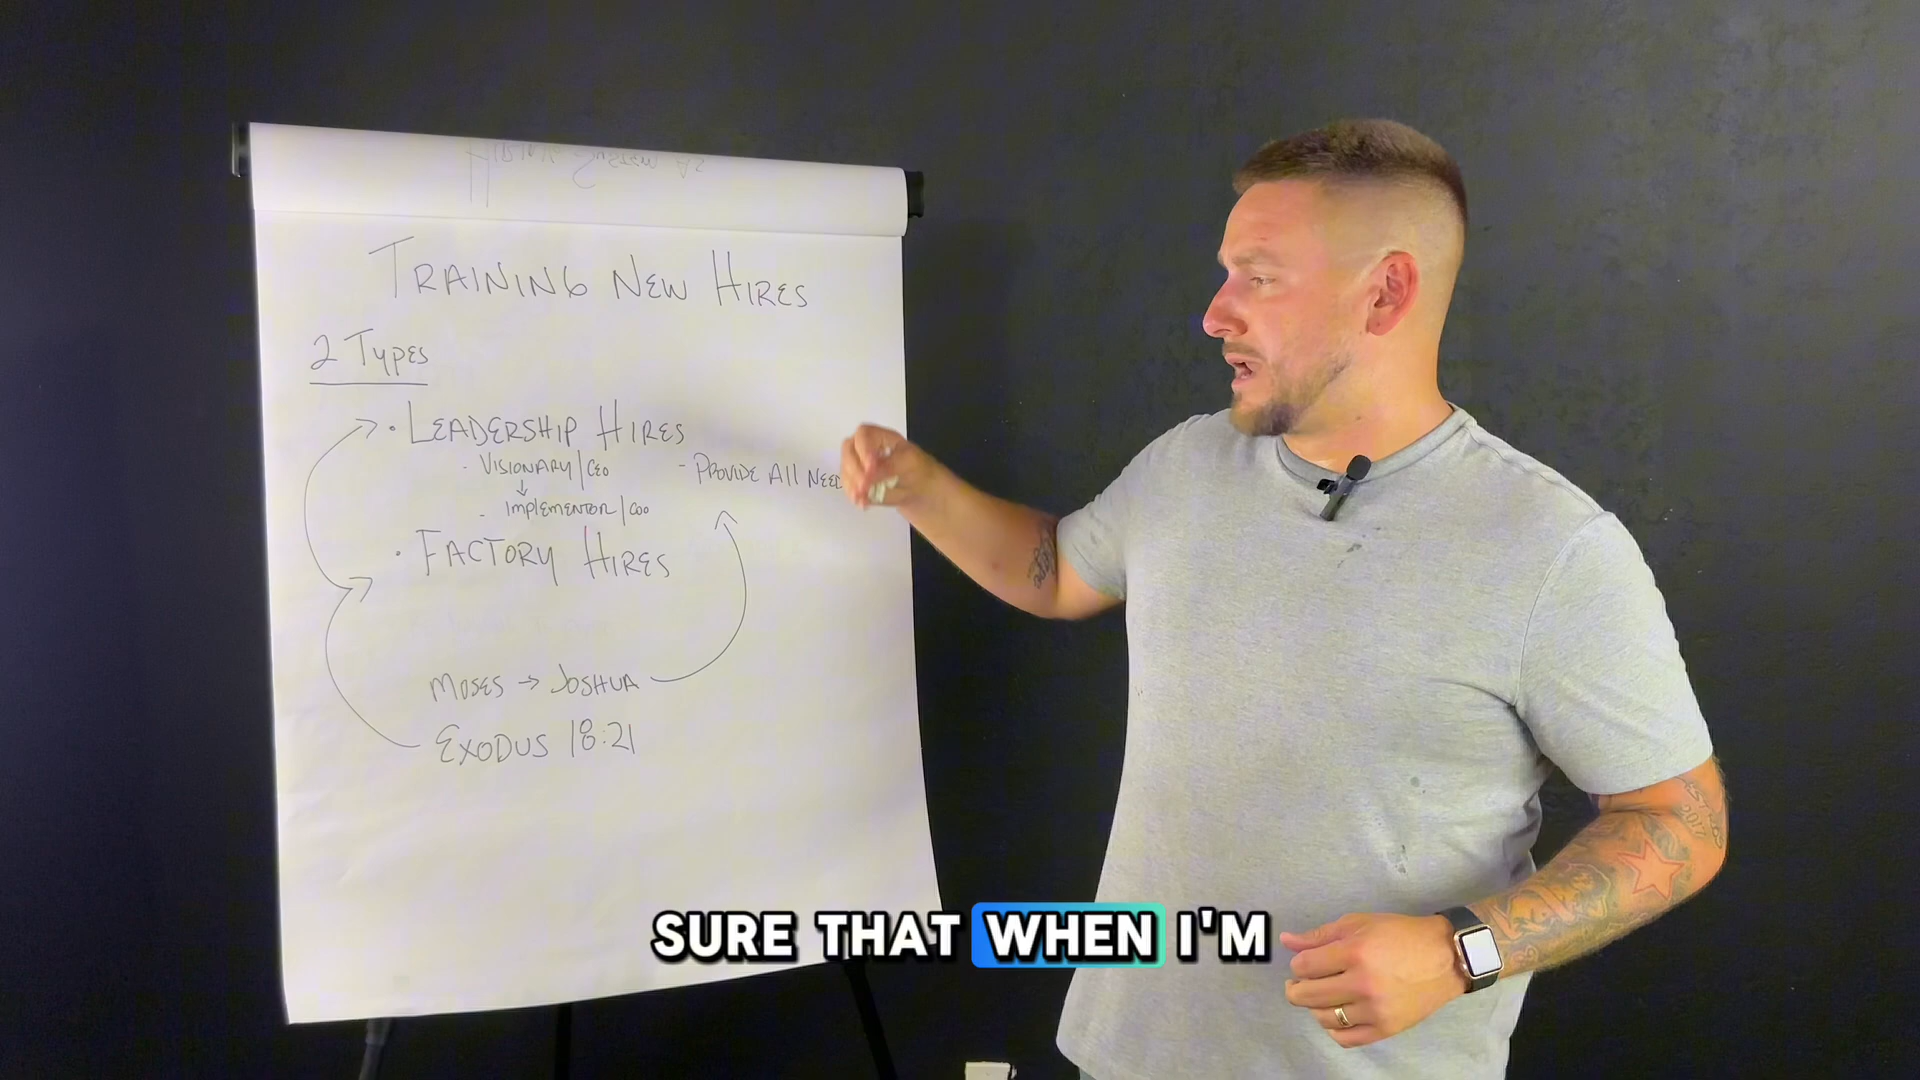 TRAINING NEW HIRES
2 TYPES
· LEADERSHIP HIRES
- VISIONARY/CEO
- PROVIDE All NEED
- IMPLEMENTOR/COO
· FACTORY HIRES
MOSES → JOSHUA
EXODUS 18:21
2017
SURE THAT WHEN I'M